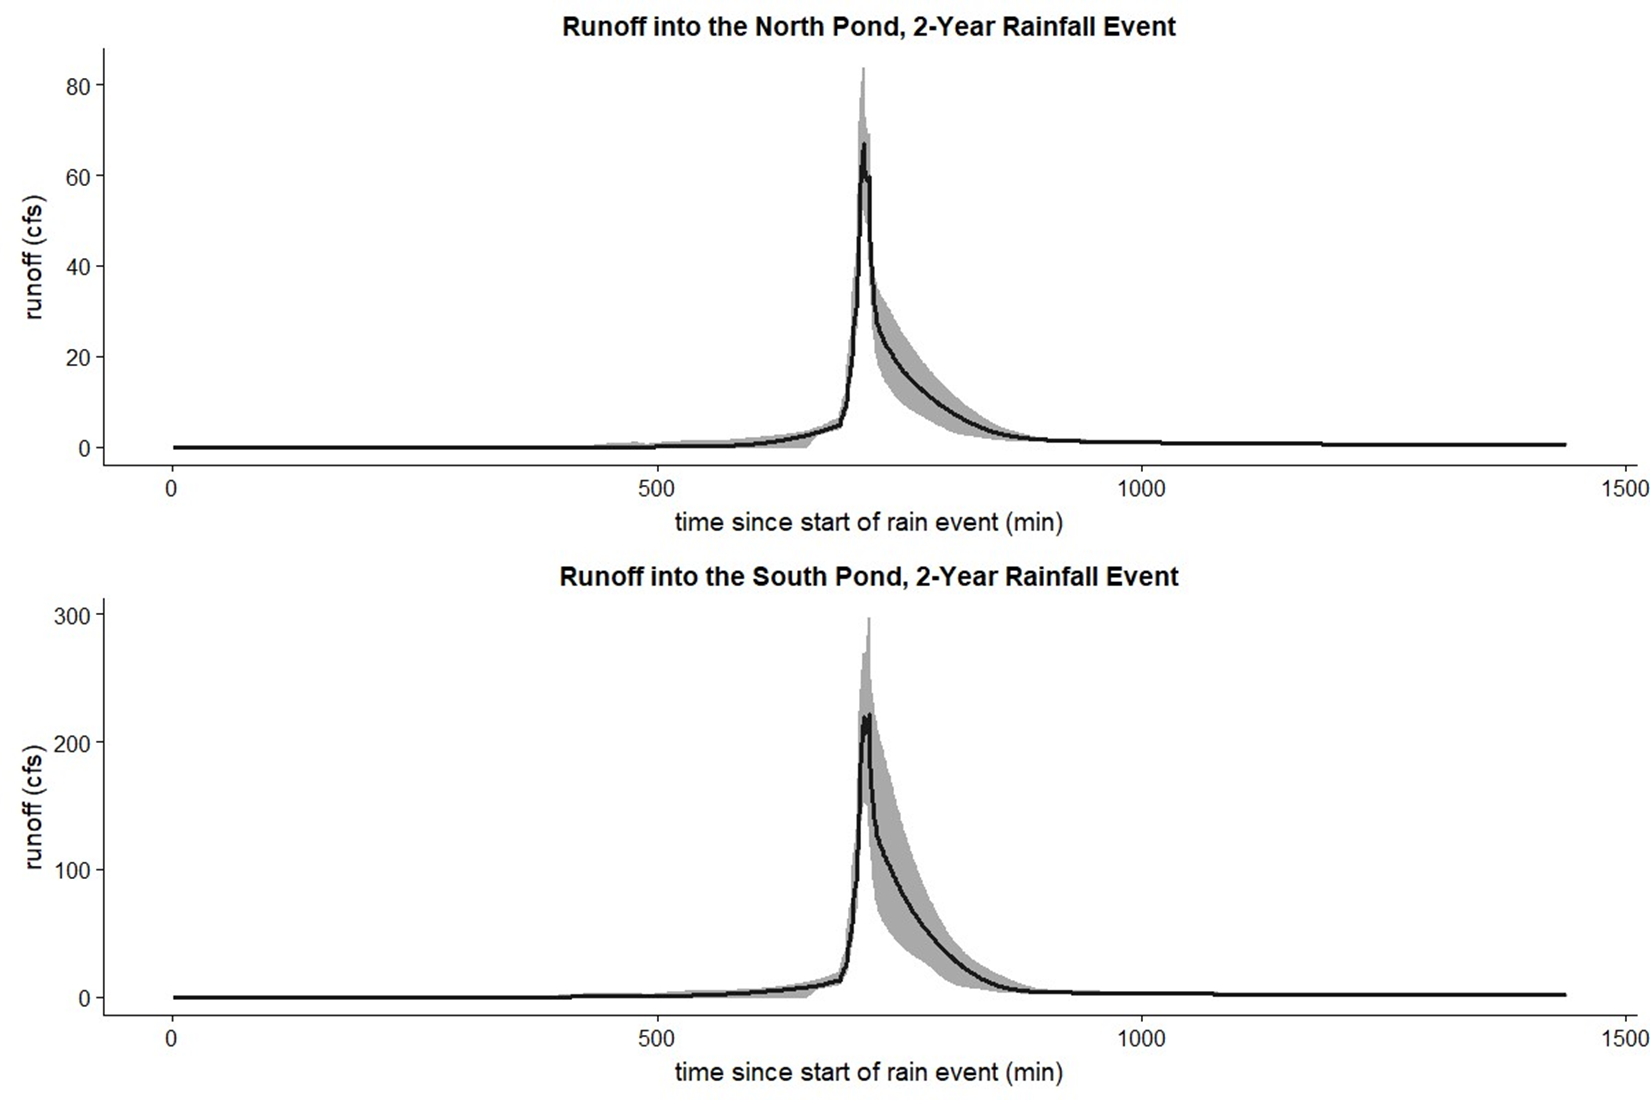 Runoff into the North Pond, 2-Year Rainfall Event
80
60
40
20
0
runoff (cfs)
0 500 1000 1500
time since start of rain event (min)
Runoff into the South Pond, 2-Year Rainfall Event
300
200
100
0
runoff (cfs)
0 500 1000 1500
time since start of rain event (min)